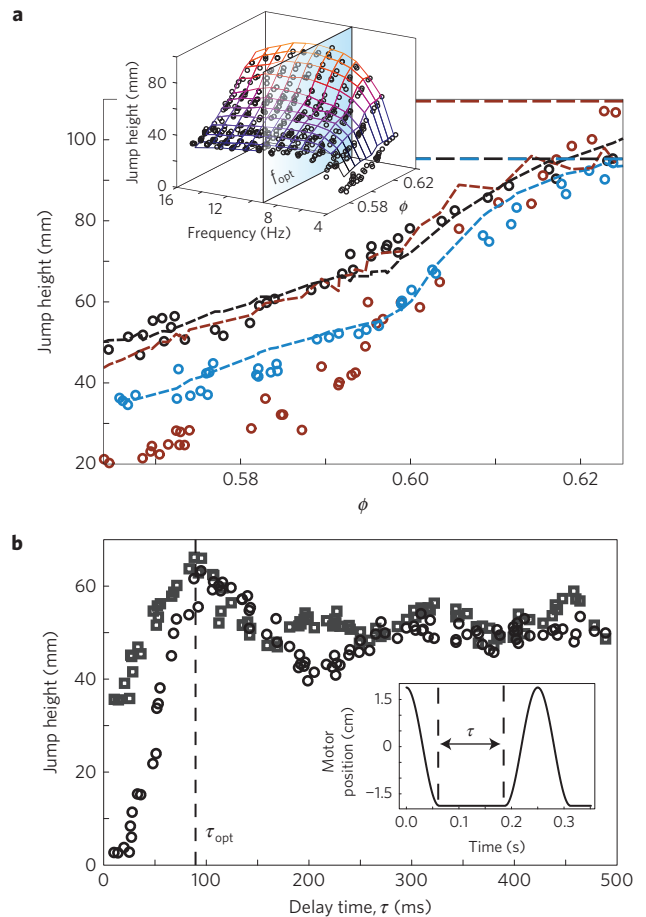 a
Jump height (mm)
80
40
0
16
12
8
4
Frequency (Hz)
f opt
0.58
0.62
ϕ
Jump height (mm)
100
80
60
40
20
0.58
0.60
0.62
ϕ
b
Jump height (mm)
60
40
20
0
τopt
Motor
position (cm)
1.5
0
−1.5
τ
0.0
0.1
0.2
0.3
Time (s)
0
100
200
300
400
500
Delay time, τ (ms)